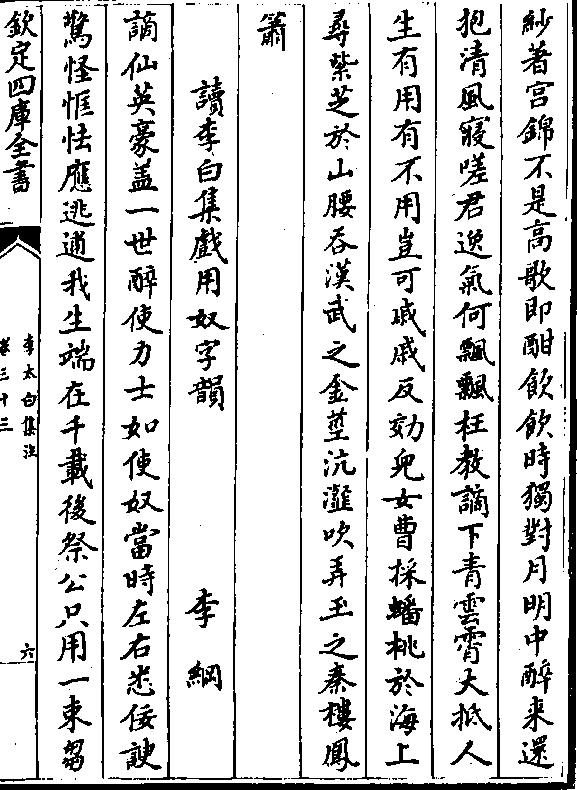 紗著宫錦不是髙歌即酣飲飲時獨對月明中醉来還
抱清風寢嗟君逸氣何飄飄枉教謫下青雲霄大抵人
生有用有不用豈可戚戚反効兒女曹採蟠桃於海上
尋紫芝於山腰吞漢武之金莖沆瀣吹弄玉之秦樓鳳
簫
讀李白集戯用奴字韻 李綱
謫仙英豪盖一世醉使力士如使奴當時左右悉佞諛
驚怪恇怯應逃逋我生端在千載後祭公只用一束芻
欽定四庫全書
李太白集注
卷三十三
六